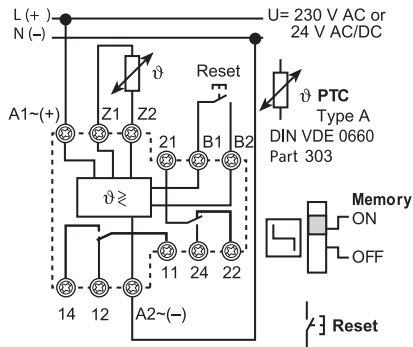 L (+)
U= 230 V AC or
N (–)
24 V AC/DC
ϑ
Reset
ϑ PTC
Type A
DIN VDE 0660
Part 303
A1~(+)
Z1
Z2
21
B1
B2
ϑ ≷
Memory
ON
OFF
11
24
22
14
12
A2~(–)
Reset